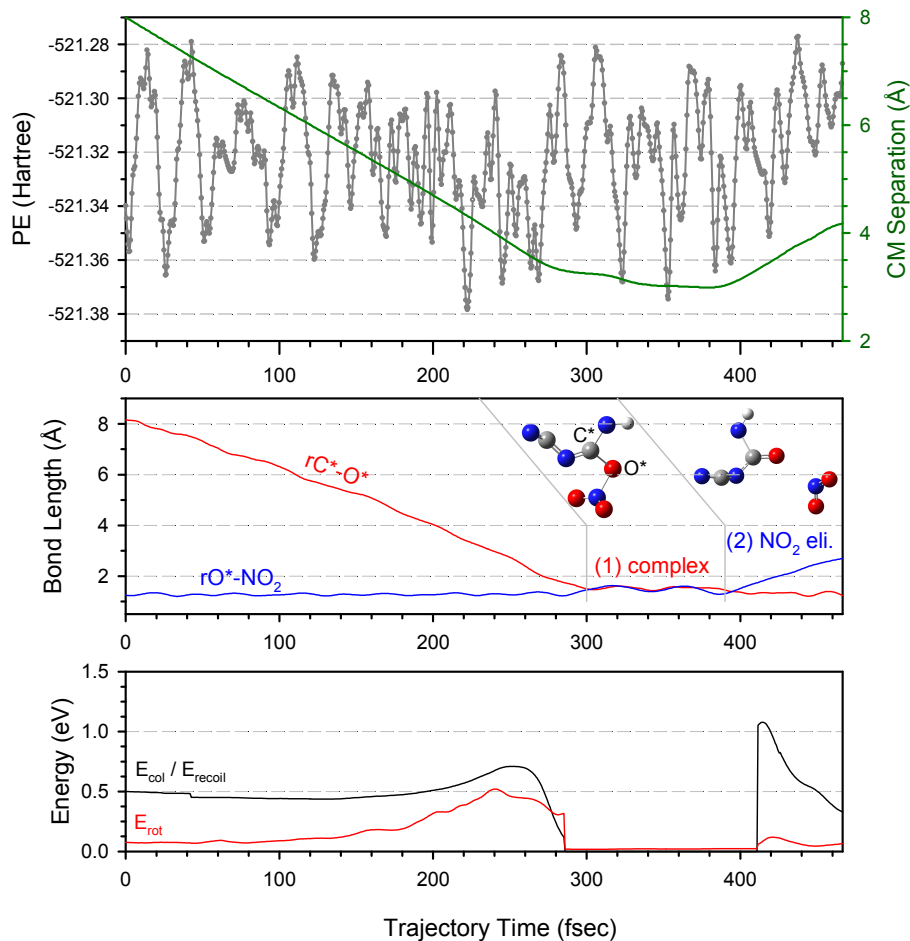 PE (Hartree)
-521.28
-521.30
-521.32
-521.34
-521.36
-521.38
8
6
4
2
CM Separation (Å)
0 100 200 300 400
Bond Length (Å)
8
6
4
2
rC*-O*
rO*-NO₂
C*
O*
(1) complex
(2) NO₂ eli.
0 100 200 300 400
Energy (eV)
1.5
1.0
0.5
0.0
E_col / E_recoil
E_rot
0 100 200 300 400
Trajectory Time (fsec)